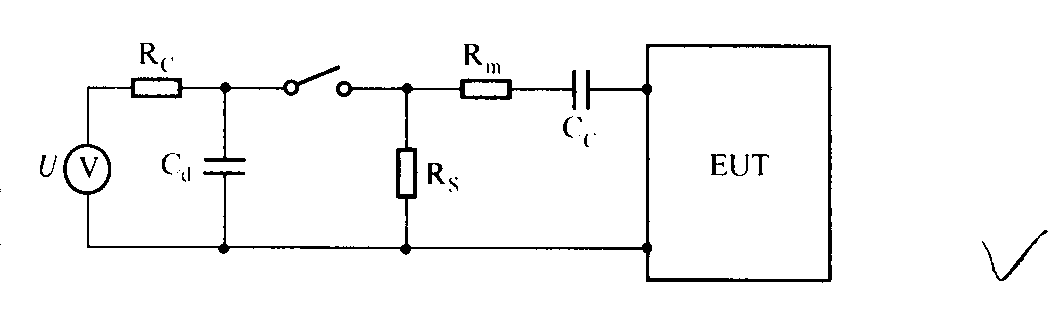 R_C
R_m
C_C
U V C_d R_S EUT